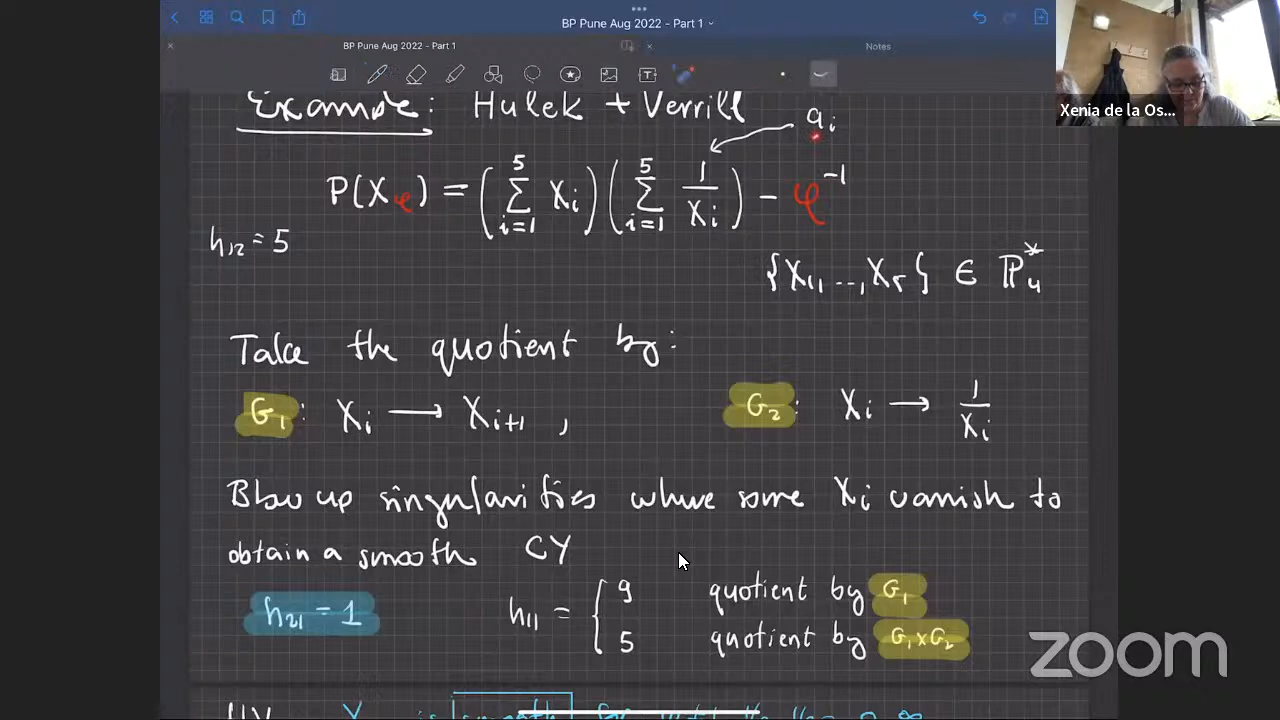 BP Pune Aug 2022 - Part 1
BP Pune Aug 2022 - Part 1
Notes
Xenia de la Os...
Example: Hulek + Verrill
a_i
P(X_φ) = (∑_{i=1}^{5} X_i)(∑_{i=1}^{5} 1/X_i) - φ^{-1}
h_{12} = 5
{X_1, ..., X_5} ∈ ℙ_4^*
Take the quotient by:
G_1: X_i → X_{i+1}, G_2: X_i → 1/X_i
Blow up singularities where some X_i vanish to
obtain a smooth CY
h_{21} = 1
h_{11} = { 9 quotient by G_1
5 quotient by G_1 x G_2
zoom